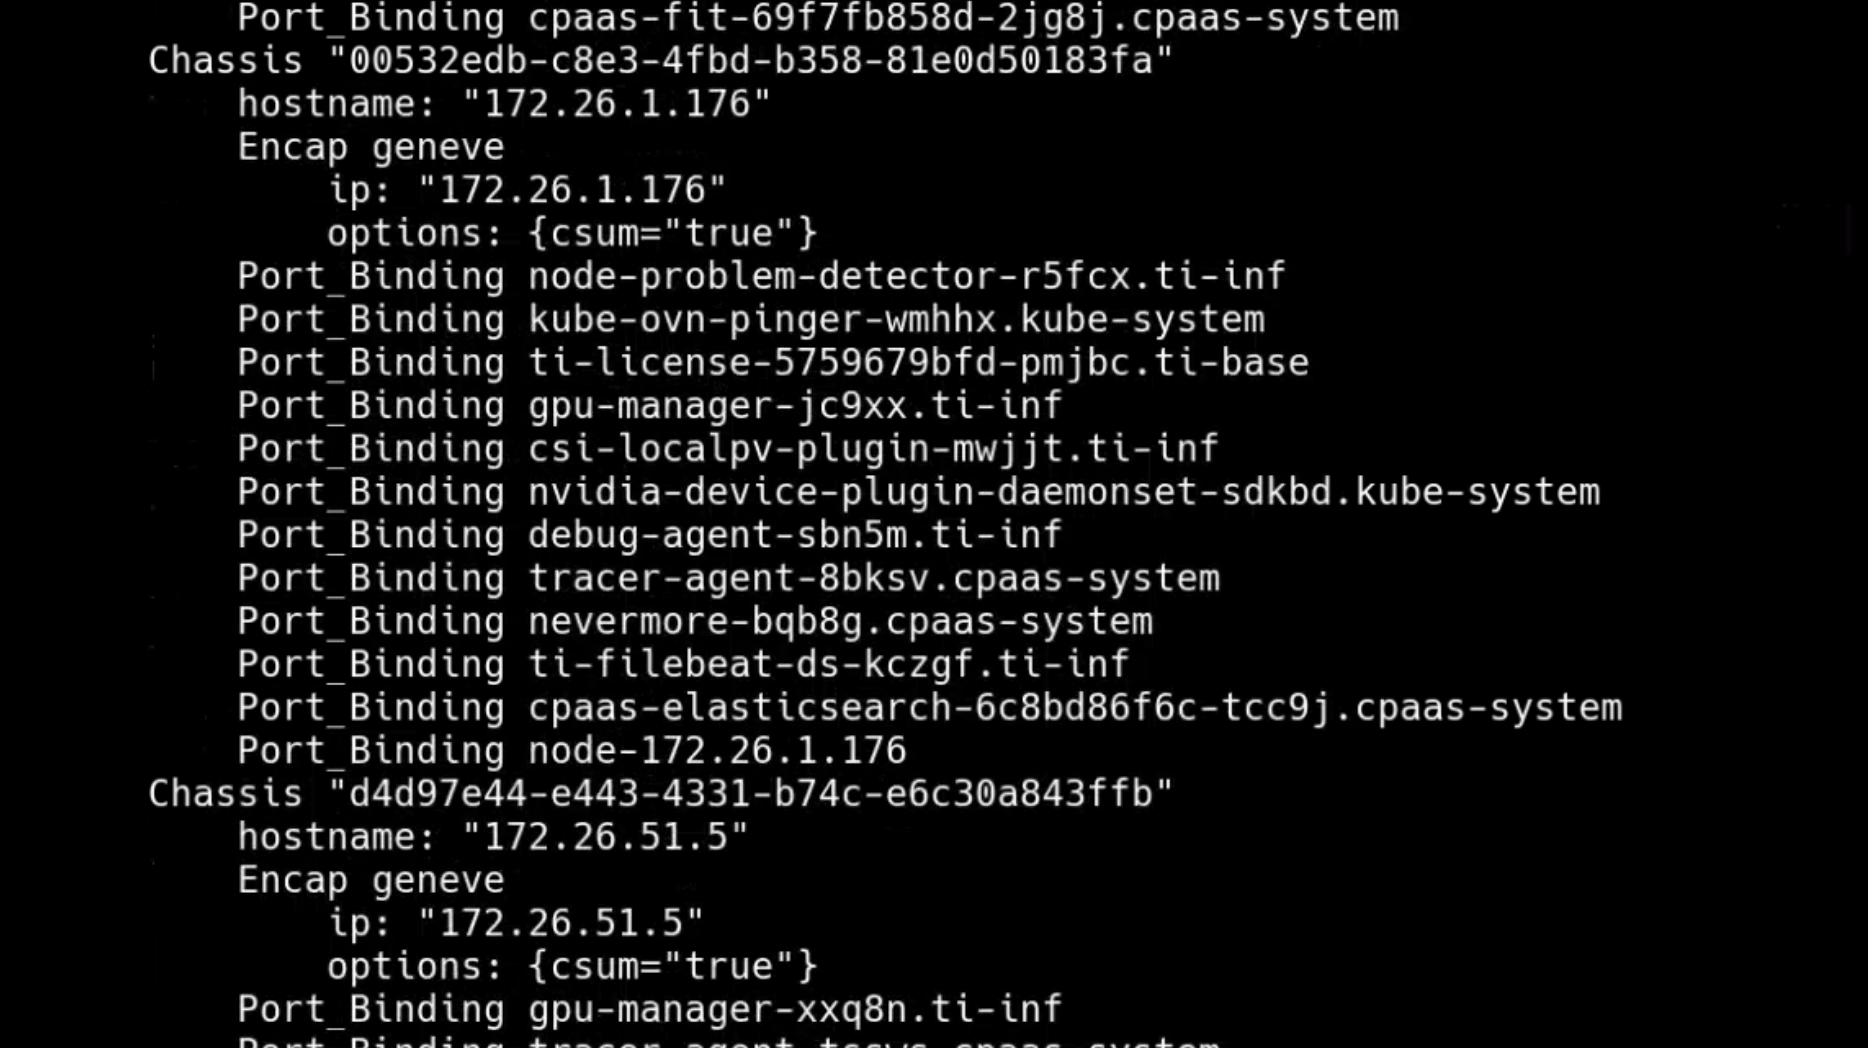 Port_Binding cpaas-fit-69f7fb858d-2jg8j.cpaas-system
Chassis "00532edb-c8e3-4fbd-b358-81e0d50183fa"
hostname: "172.26.1.176"
Encap geneve
ip: "172.26.1.176"
options: {csum="true"}
Port_Binding node-problem-detector-r5fcx.ti-inf
Port_Binding kube-ovn-pinger-wmhhx.kube-system
Port_Binding ti-license-5759679bfd-pmjbc.ti-base
Port_Binding gpu-manager-jc9xx.ti-inf
Port_Binding csi-localpv-plugin-mwjjt.ti-inf
Port_Binding nvidia-device-plugin-daemonset-sdkbd.kube-system
Port_Binding debug-agent-sbn5m.ti-inf
Port_Binding tracer-agent-8bksv.cpaas-system
Port_Binding nevermore-bqb8g.cpaas-system
Port_Binding ti-filebeat-ds-kczgf.ti-inf
Port_Binding cpaas-elasticsearch-6c8bd86f6c-tcc9j.cpaas-system
Port_Binding node-172.26.1.176
Chassis "d4d97e44-e443-4331-b74c-e6c30a843ffb"
hostname: "172.26.51.5"
Encap geneve
ip: "172.26.51.5"
options: {csum="true"}
Port_Binding gpu-manager-xxq8n.ti-inf
Port_Binding